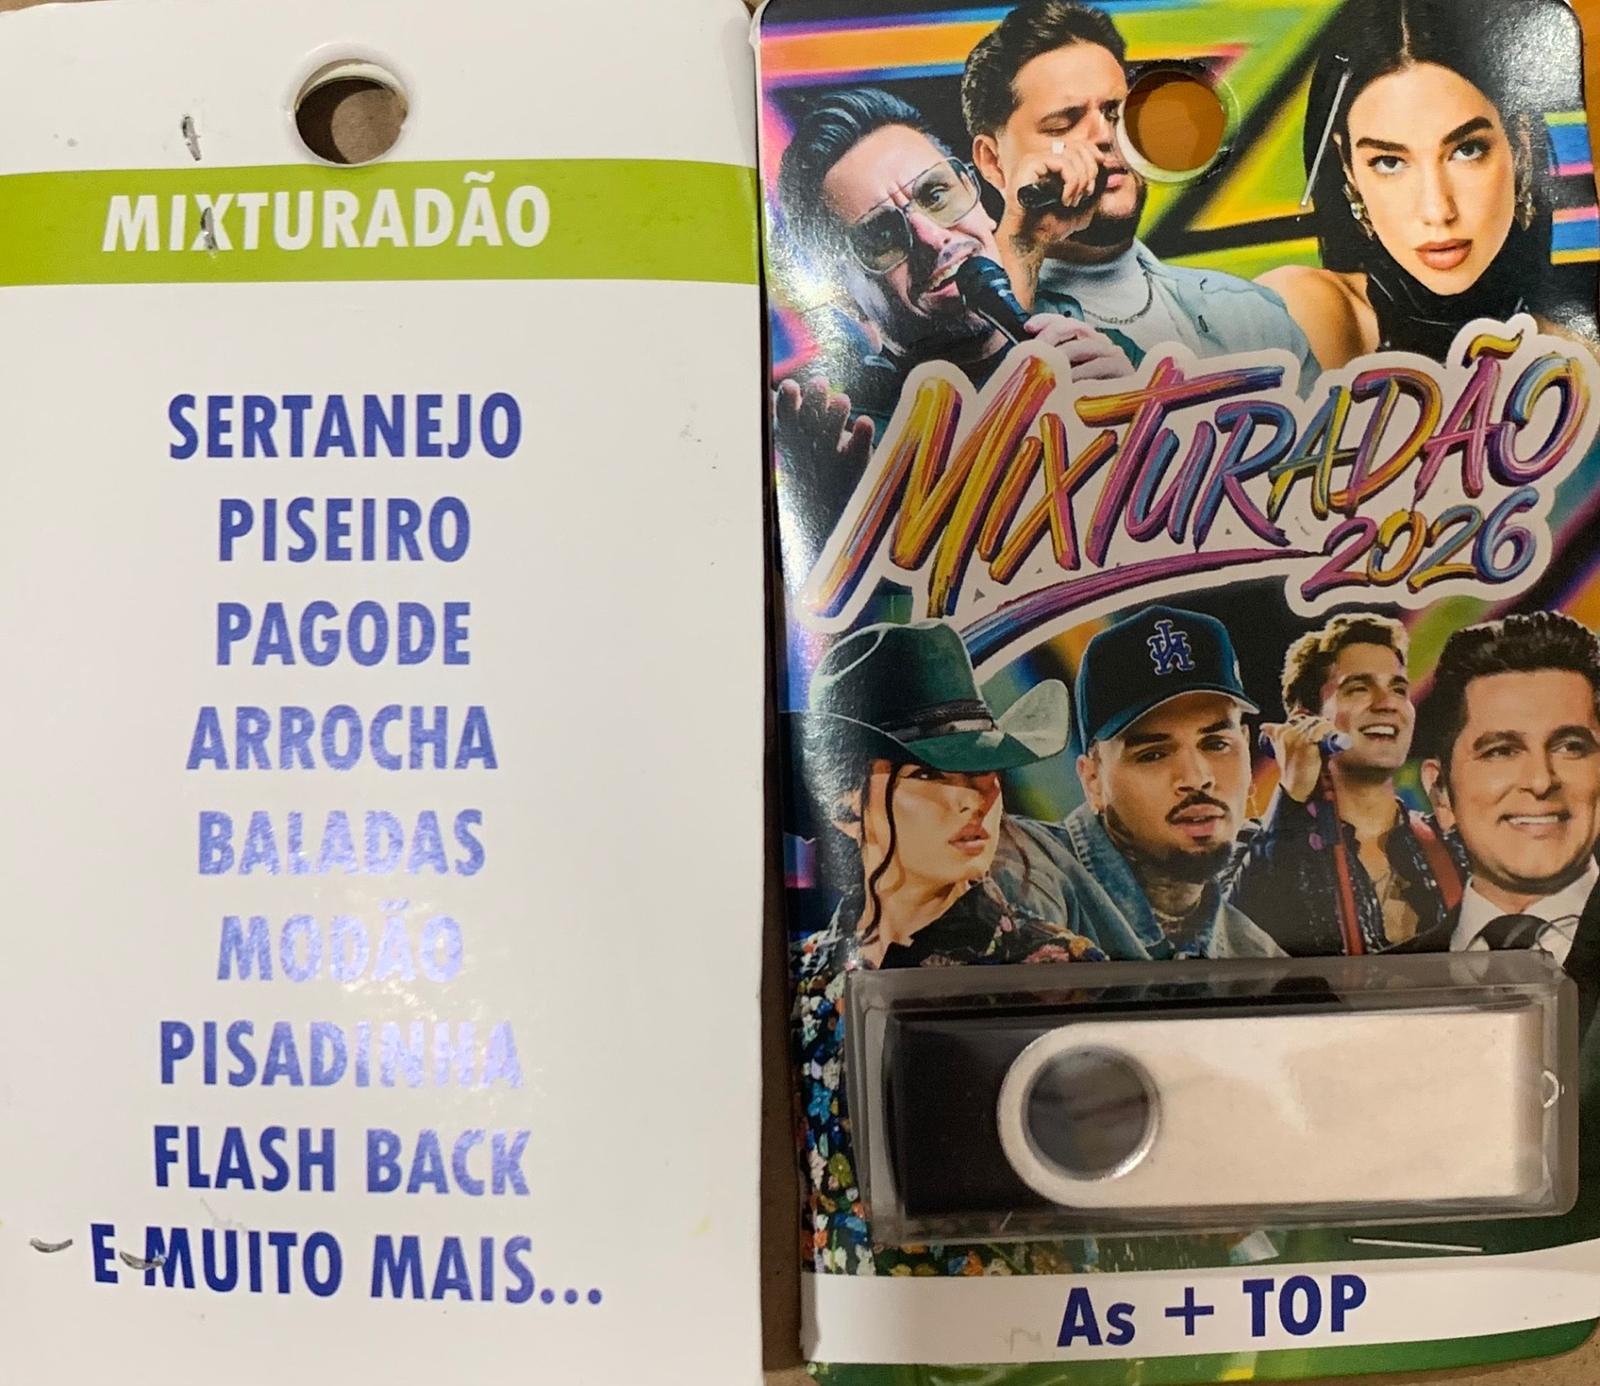 MIXTURADÃO
SERTANEJO
PISEIRO
PAGODE
ARROCHA
BALADAS
MODÃO
PISADINHA
FLASH BACK
E MUITO MAIS...
MIXTURADÃO
2026
As + TOP